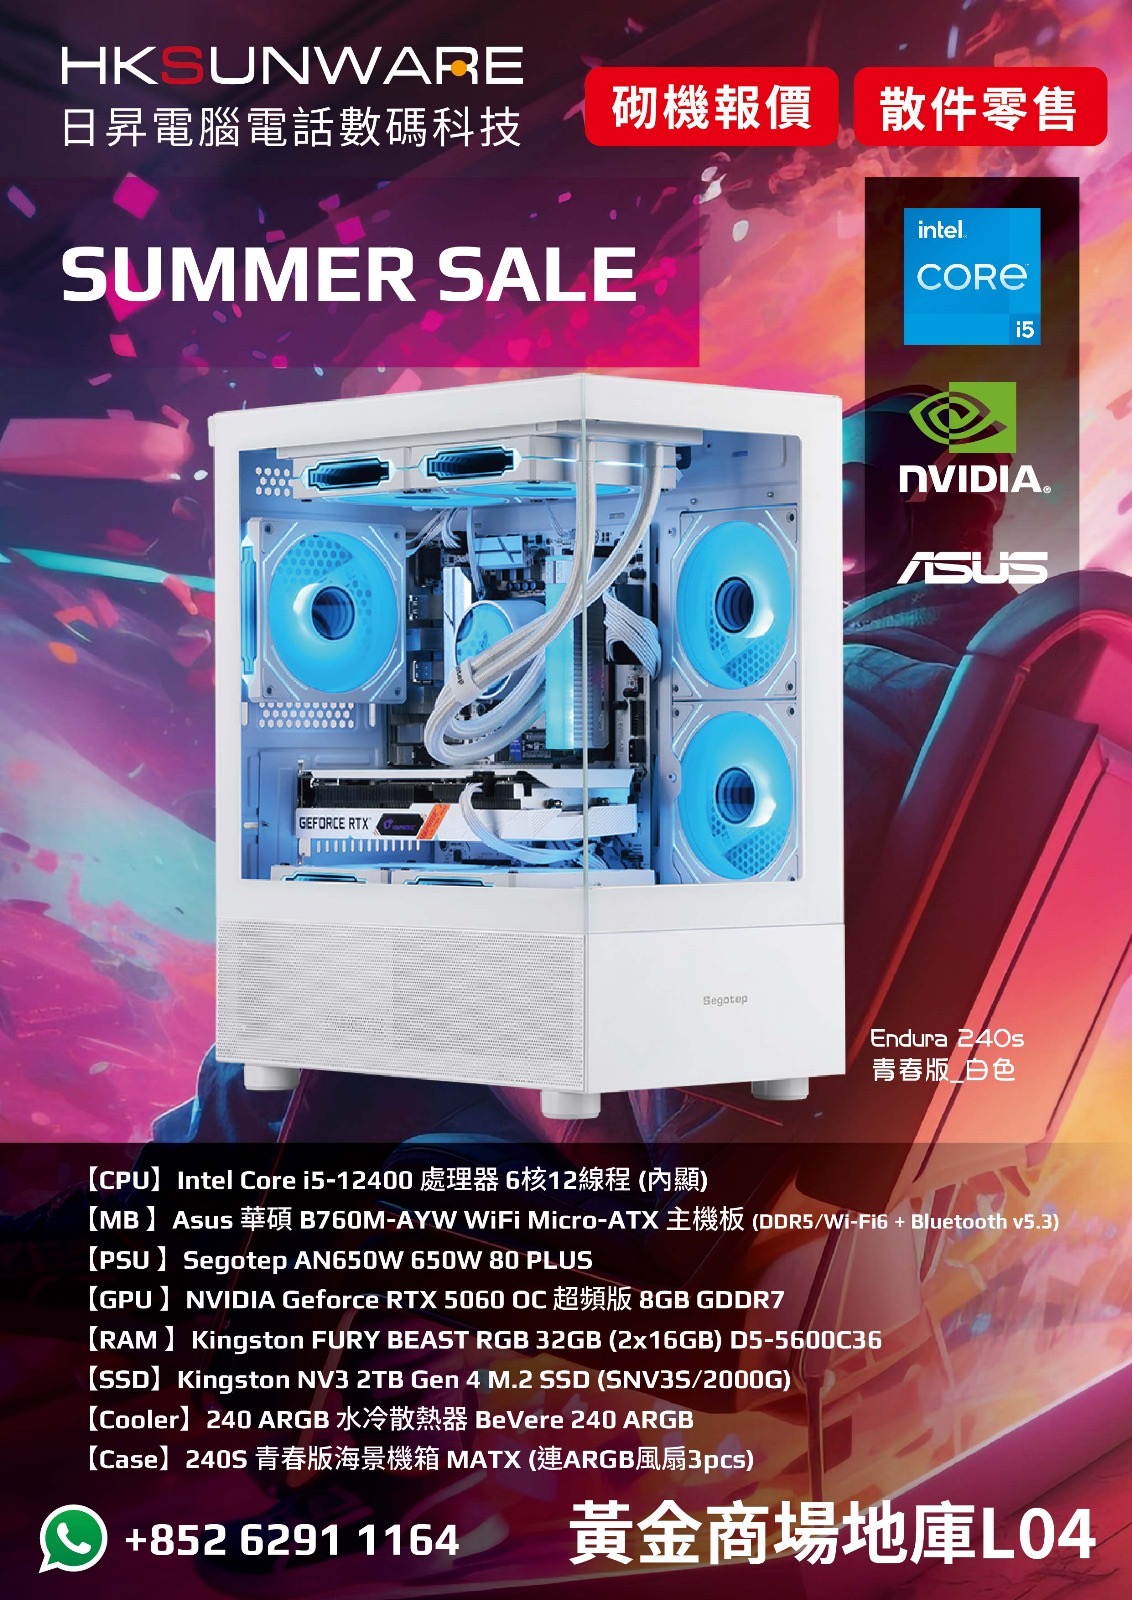 HKSUNWARE
日昇電腦電話數碼科技
砌機報價
散件零售
SUMMER SALE
intel
CORE
i5
NVIDIA
ASUS
GEFORCE RTX
Segotep
Endura 240s
青春版_白色
【CPU】Intel Core i5-12400 處理器 6核12線程 (內顯)
【MB 】Asus 華碩 B760M-AYW WiFi Micro-ATX 主機板 (DDR5/Wi-Fi6 + Bluetooth v5.3)
【PSU 】Segotep AN650W 650W 80 PLUS
【GPU 】NVIDIA Geforce RTX 5060 OC 超頻版 8GB GDDR7
【RAM 】Kingston FURY BEAST RGB 32GB (2x16GB) D5-5600C36
【SSD】Kingston NV3 2TB Gen 4 M.2 SSD (SNV3S/2000G)
【Cooler】240 ARGB 水冷散熱器 BeVere 240 ARGB
【Case】240S 青春版海景機箱 MATX (連ARGB風扇3pcs)
+852 6291 1164
黃金商場地庫L04